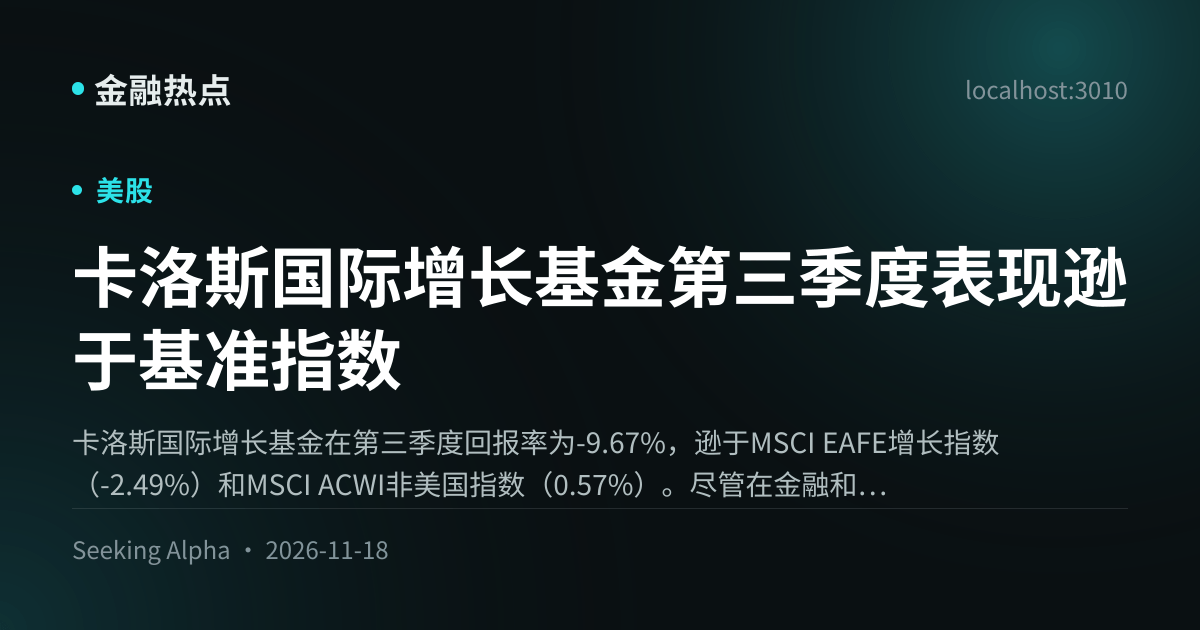 金融热点
localhost:3010
美股
卡洛斯国际增长基金第三季度表现逊
于基准指数
卡洛斯国际增长基金在第三季度回报率为-9.67%，逊于MSCI EAFE增长指数
（-2.49%）和MSCI ACWI非美国指数（0.57%）。尽管在金融和…
Seeking Alpha · 2026-11-18